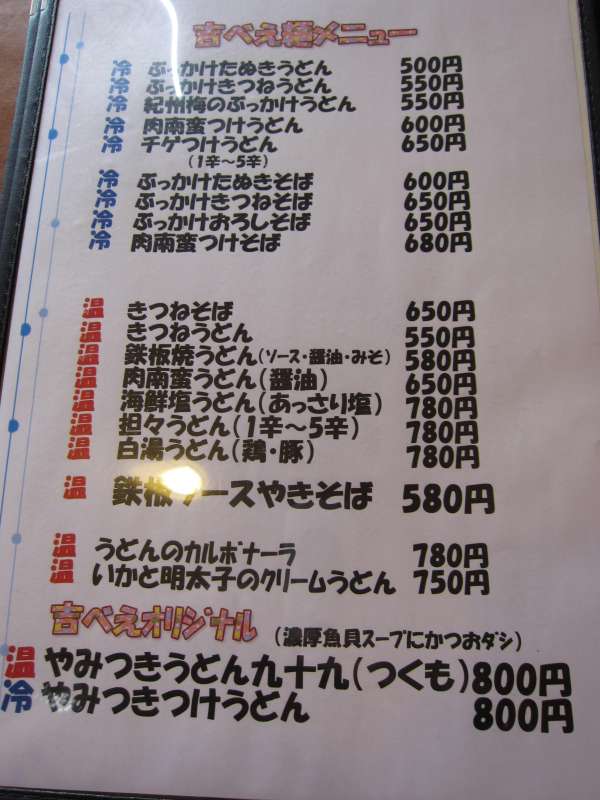 吉べえ麺メニュー
冷 ぶっかけたぬきうどん 500円
冷 ぶっかけきつねうどん 550円
冷 紀州梅のぶっかけうどん 550円
冷 肉南蛮つけうどん 600円
冷 チゲつけうどん 650円
(1辛～5辛)
冷 ぶっかけたぬきそば 600円
冷 ぶっかけきつねそば 650円
冷 ぶっかけおろしそば 650円
冷 肉南蛮つけそば 680円
温 きつねそば 650円
温 きつねうどん 550円
温 鉄板焼うどん(ソース・醤油・みそ) 580円
温 肉南蛮うどん(醤油) 650円
温 海鮮塩うどん(あっさり塩) 780円
温 担々うどん(1辛～5辛) 780円
温 白湯うどん(鶏・豚) 780円
温 鉄板ソースやきそば 580円
温 うどんのカルボナーラ 780円
温 いかと明太子のクリームうどん 750円
吉べえオリジナル (濃厚魚貝スープにかつおダシ)
温 やみつきうどん九十九(つくも) 800円
冷 やみつきつけうどん 800円